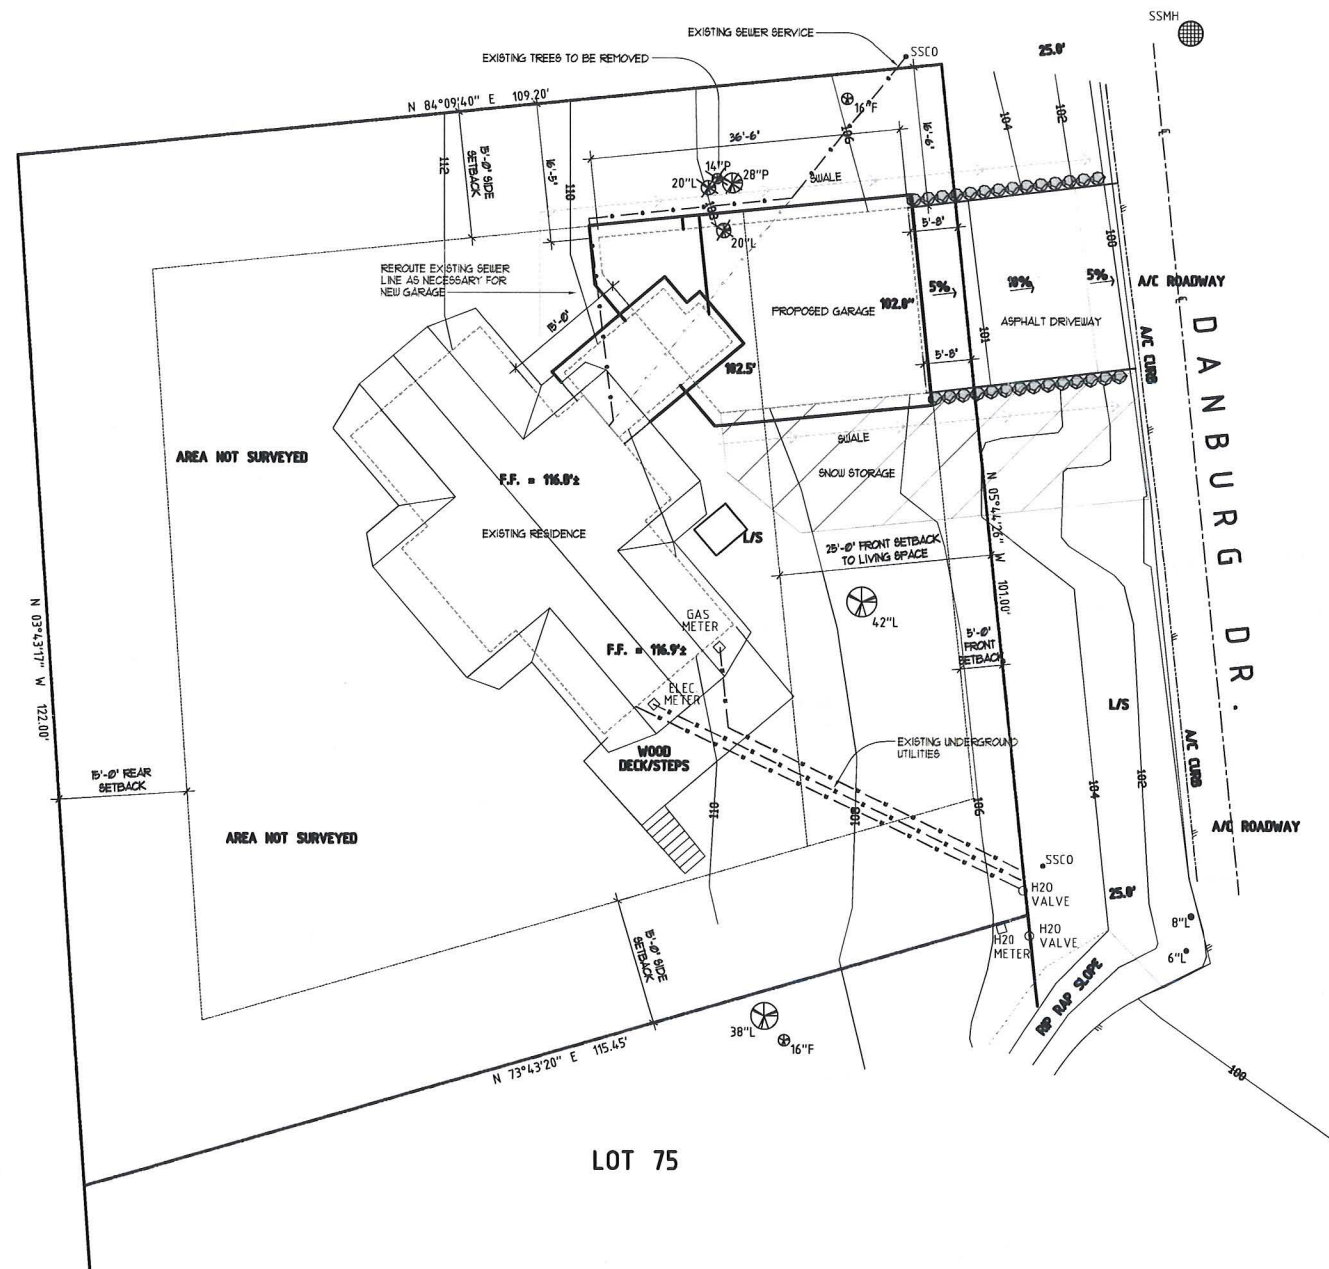 SSMH
EXISTING SEWER SERVICE
SSCO
25.0'
EXISTING TREES TO BE REMOVED
N 84°09'40" E 109.20'
16"F
104
102
36'-6"
106
16'-6"
112
15'-0" SIDE
SETBACK
16'-5"
110
14"P
20"L
28"P
SWALE
108
20"L
5'-8"
100
REROUTE EXISTING SEWER
LINE AS NECESSARY FOR
NEW GARAGE
5%
10%
5%
A/C ROADWAY
PROPOSED GARAGE
102.0"
ASPHALT DRIVEWAY
15'-0"
101
5'-8"
A/C CURB
102.5'
DANBURG DR.
SWALE
SNOW STORAGE
AREA NOT SURVEYED
F.F. = 116.0'±
EXISTING RESIDENCE
L/S
25'-0" FRONT SETBACK
TO LIVING SPACE
N 05°44'26" W 101.00'
42"L
GAS
METER
5'-0"
FRONT
SETBACK
N 03°43'17" W 122.00'
F.F. = 116.9'±
ELEC
METER
L/S
EXISTING UNDERGROUND
UTILITIES
WOOD
DECK/STEPS
A/C CURB
15'-0" REAR
SETBACK
104
102
106
A/C ROADWAY
AREA NOT SURVEYED
SSCO
H20
VALVE
25.0'
8"L
H20
METER
H20
VALVE
6"L
15'-0" SIDE
SETBACK
RIP RAP SLOPE
38"L
16"F
N 73°43'20" E 115.45'
100
LOT 75